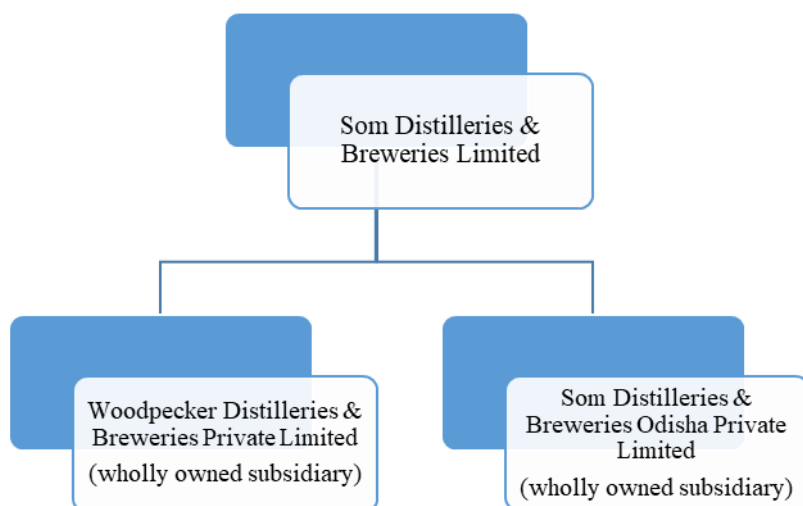 Som Distilleries &
Breweries Limited
Woodpecker Distilleries &
Breweries Private Limited
(wholly owned subsidiary)
Som Distilleries &
Breweries Odisha Private
Limited
(wholly owned subsidiary)